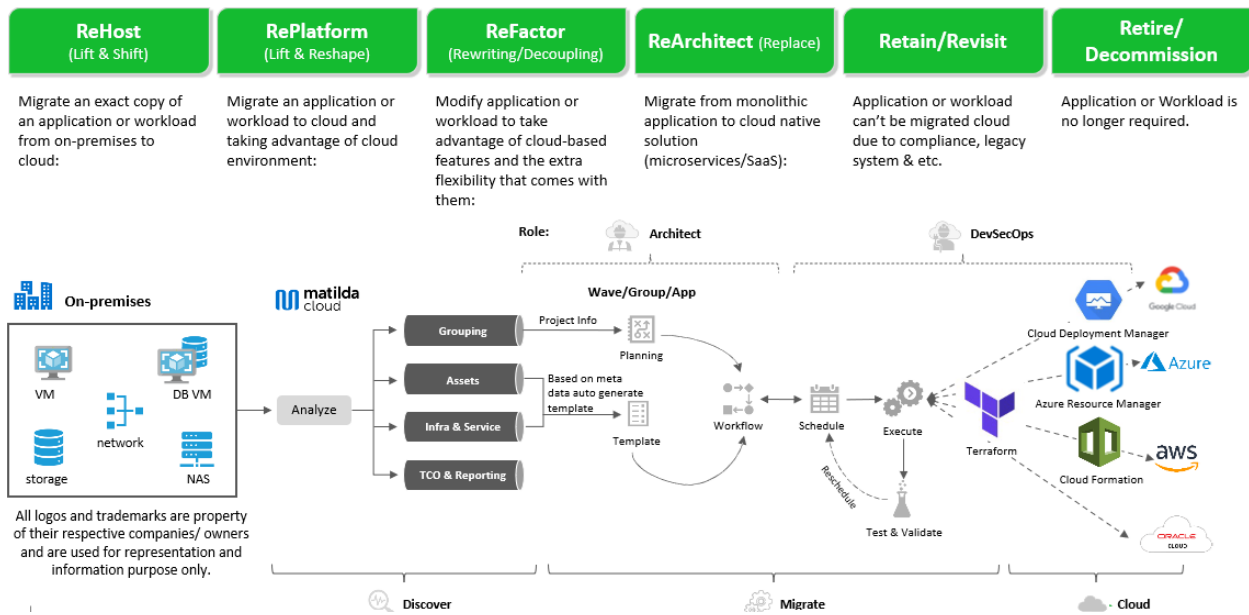 ReHost
(Lift & Shift)
RePlatform
(Lift & Reshape)
ReFactor
(Rewriting/Decoupling)
ReArchitect (Replace)
Retain/Revisit
Retire/
Decommission
Migrate an exact copy of
an application or workload
from on-premises to
cloud:
Migrate an application or
workload to cloud and
taking advantage of cloud
environment:
Modify application or
workload to take
advantage of cloud-based
features and the extra
flexibility that comes with
them:
Migrate from monolithic
application to cloud native
solution
(microservices/SaaS):
Application or workload
can’t be migrated cloud
due to compliance, legacy
system & etc.
Application or Workload is
no longer required.
Role:
Architect
DevSecOps
On-premises
matilda
cloud
Wave/Group/App
Google Cloud
Cloud Deployment Manager
Grouping
Project Info
Planning
VM
DB VM
network
storage
NAS
Analyze
Assets
Based on meta
data auto generate
template
Infra & Service
Template
TCO & Reporting
Workflow
Schedule
Execute
Reschedule
Test & Validate
Terraform
Azure
Azure Resource Manager
aws
Cloud Formation
ORACLE
CLOUD
All logos and trademarks are property
of their respective companies/ owners
and are used for representation and
information purpose only.
Discover
Migrate
Cloud